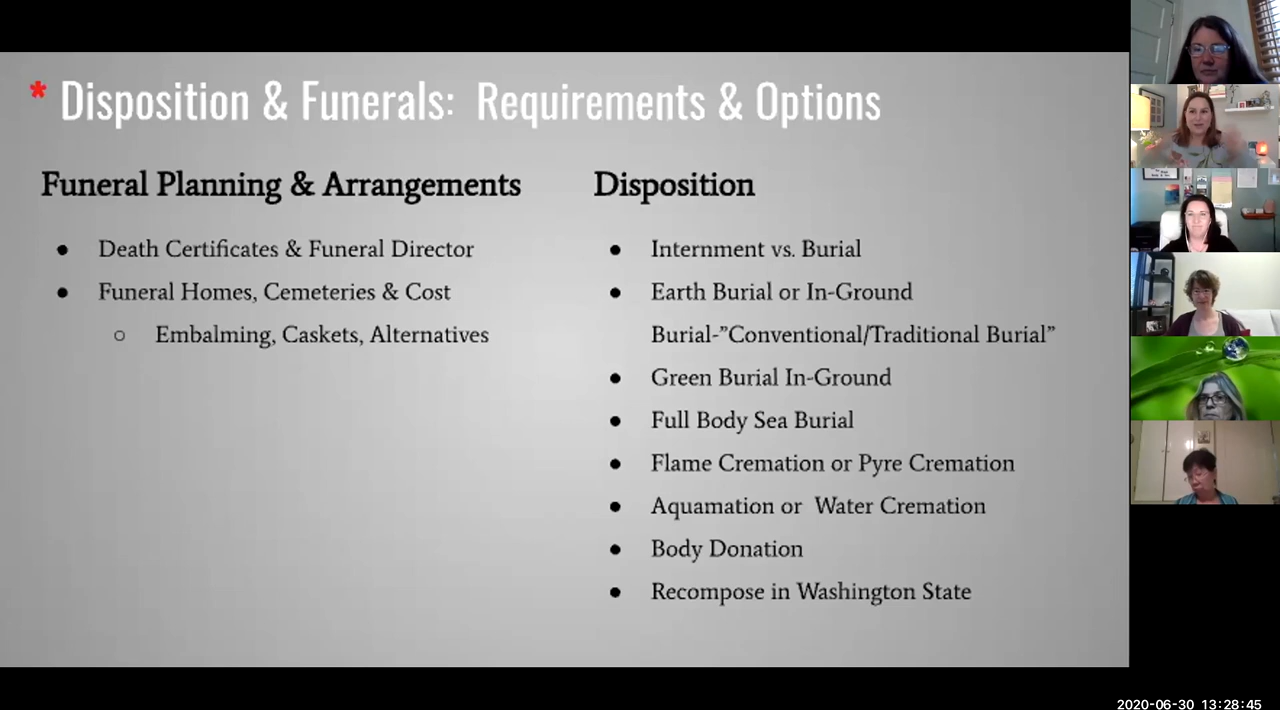 * Disposition & Funerals: Requirements & Options
Funeral Planning & Arrangements
● Death Certificates & Funeral Director
● Funeral Homes, Cemeteries & Cost
○ Embalming, Caskets, Alternatives
Disposition
● Internment vs. Burial
● Earth Burial or In-Ground
Burial-”Conventional/Traditional Burial”
● Green Burial In-Ground
● Full Body Sea Burial
● Flame Cremation or Pyre Cremation
● Aquamation or Water Cremation
● Body Donation
● Recompose in Washington State
2020-06-30 13:28:45